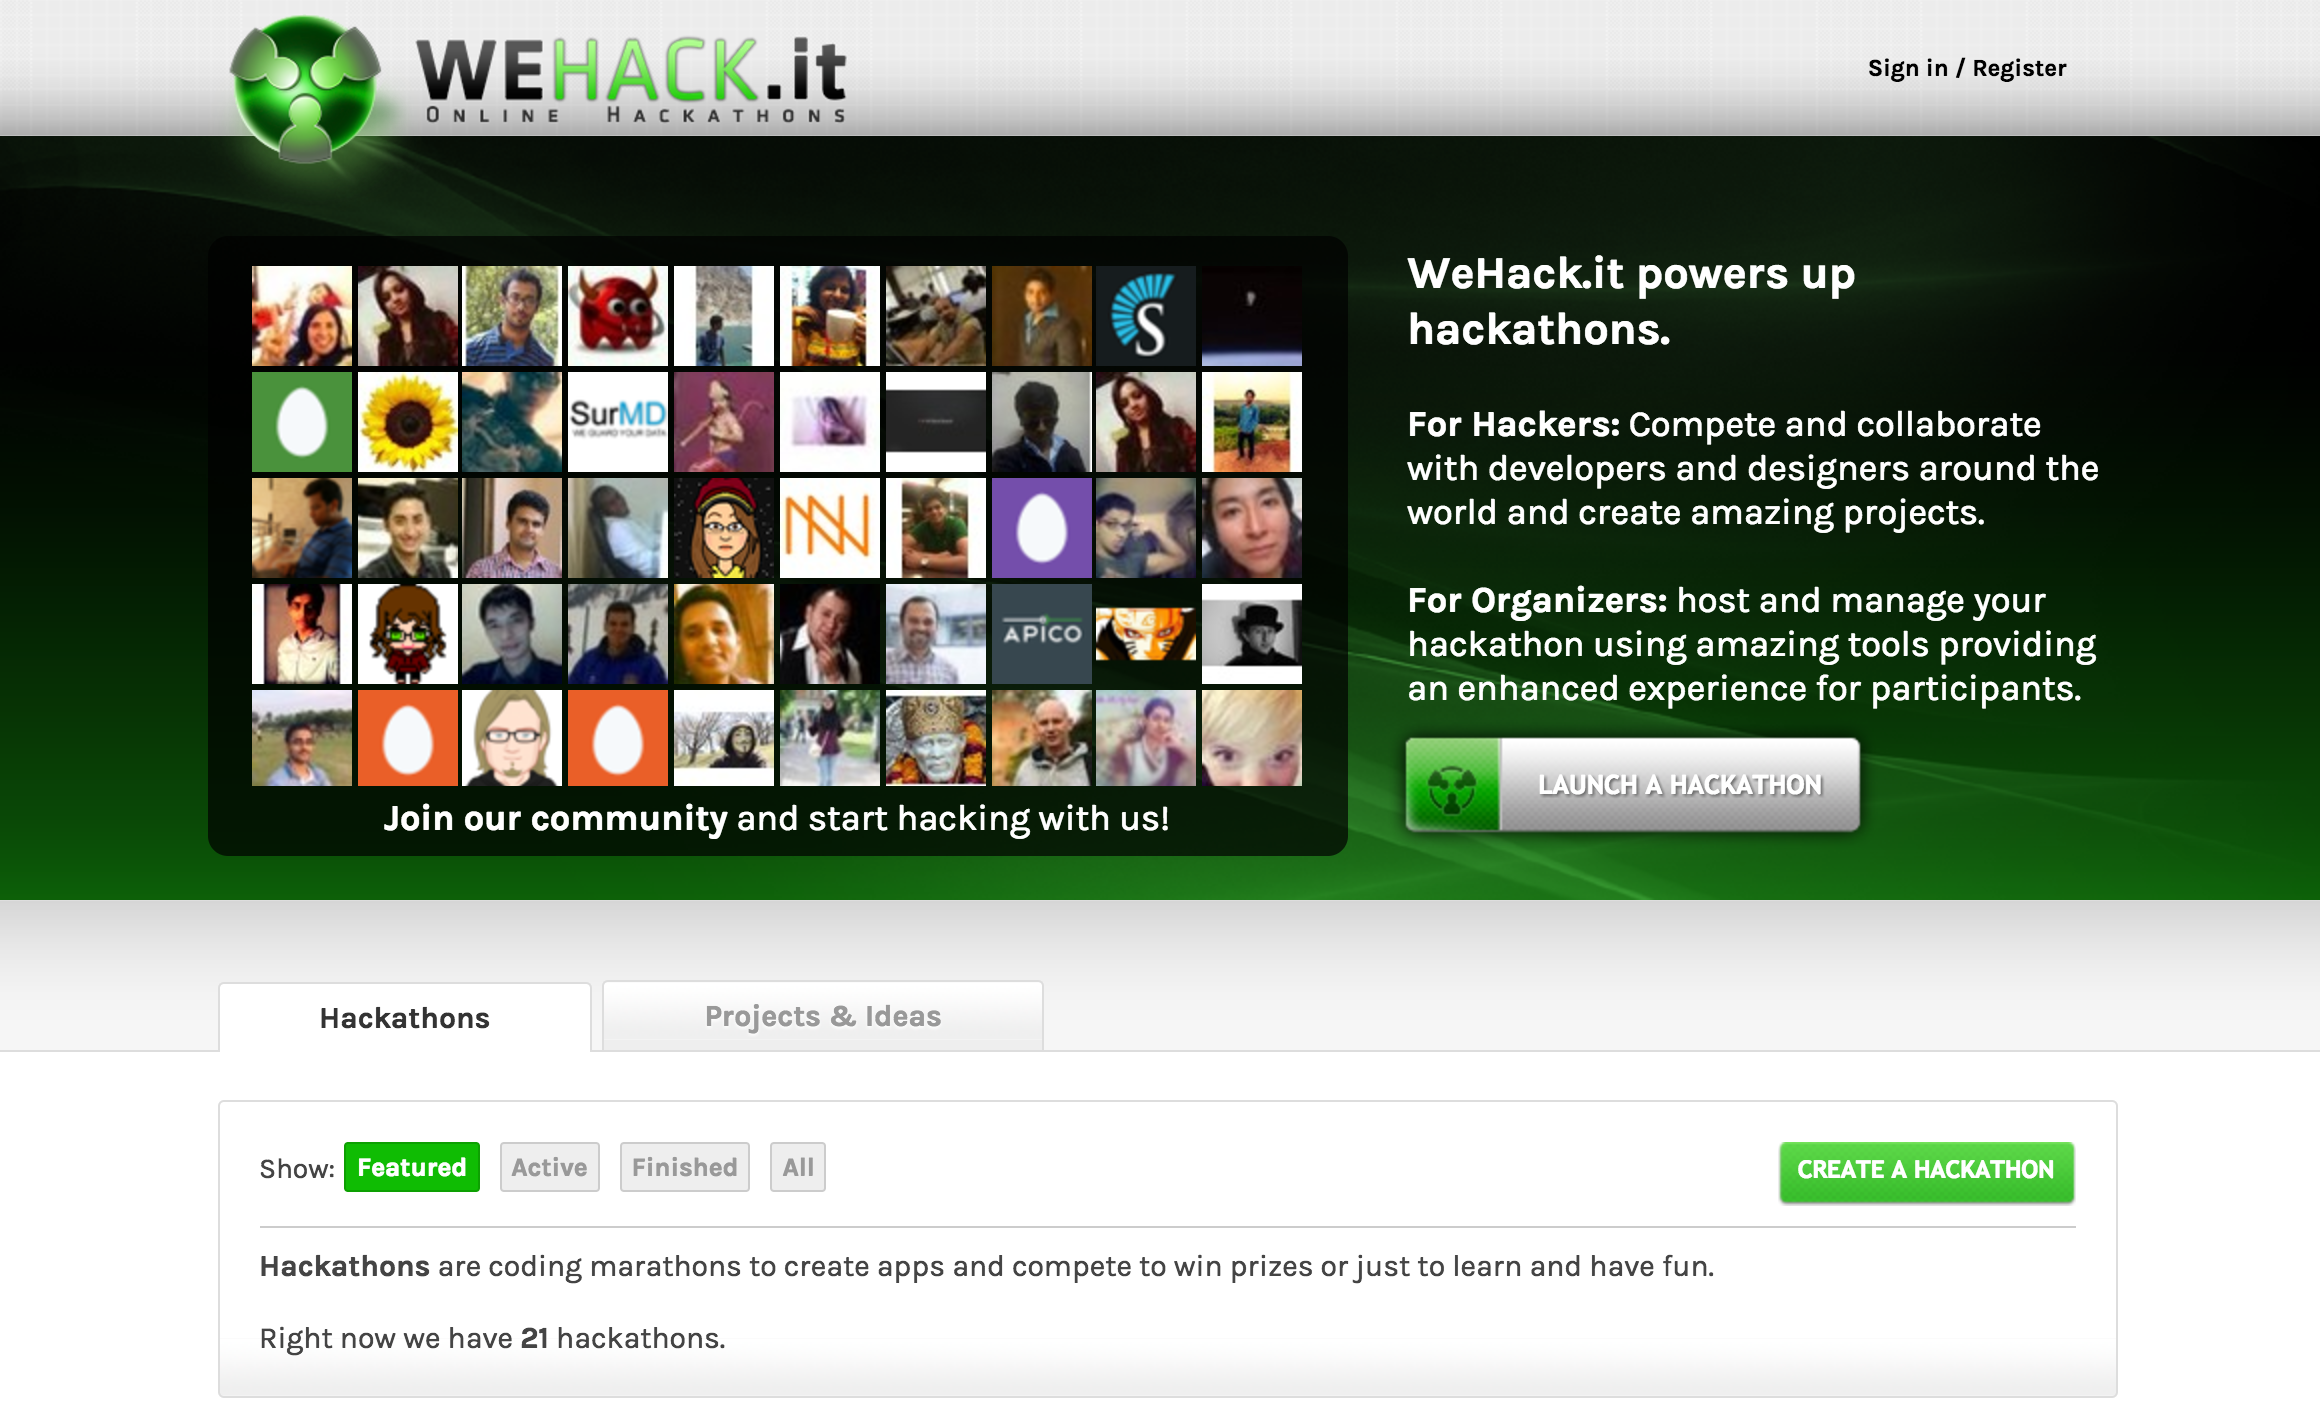 WEHACK.it
ONLINE HACKATHONS
Sign in / Register
WeHack.it powers up
hackathons.
For Hackers: Compete and collaborate
with developers and designers around the
world and create amazing projects.
For Organizers: host and manage your
hackathon using amazing tools providing
an enhanced experience for participants.
LAUNCH A HACKATHON
S
SurMD
WE GUARD YOUR DATA
APICO
Join our community and start hacking with us!
Hackathons
Projects & Ideas
Show: Featured Active Finished All
CREATE A HACKATHON
Hackathons are coding marathons to create apps and compete to win prizes or just to learn and have fun.
Right now we have 21 hackathons.